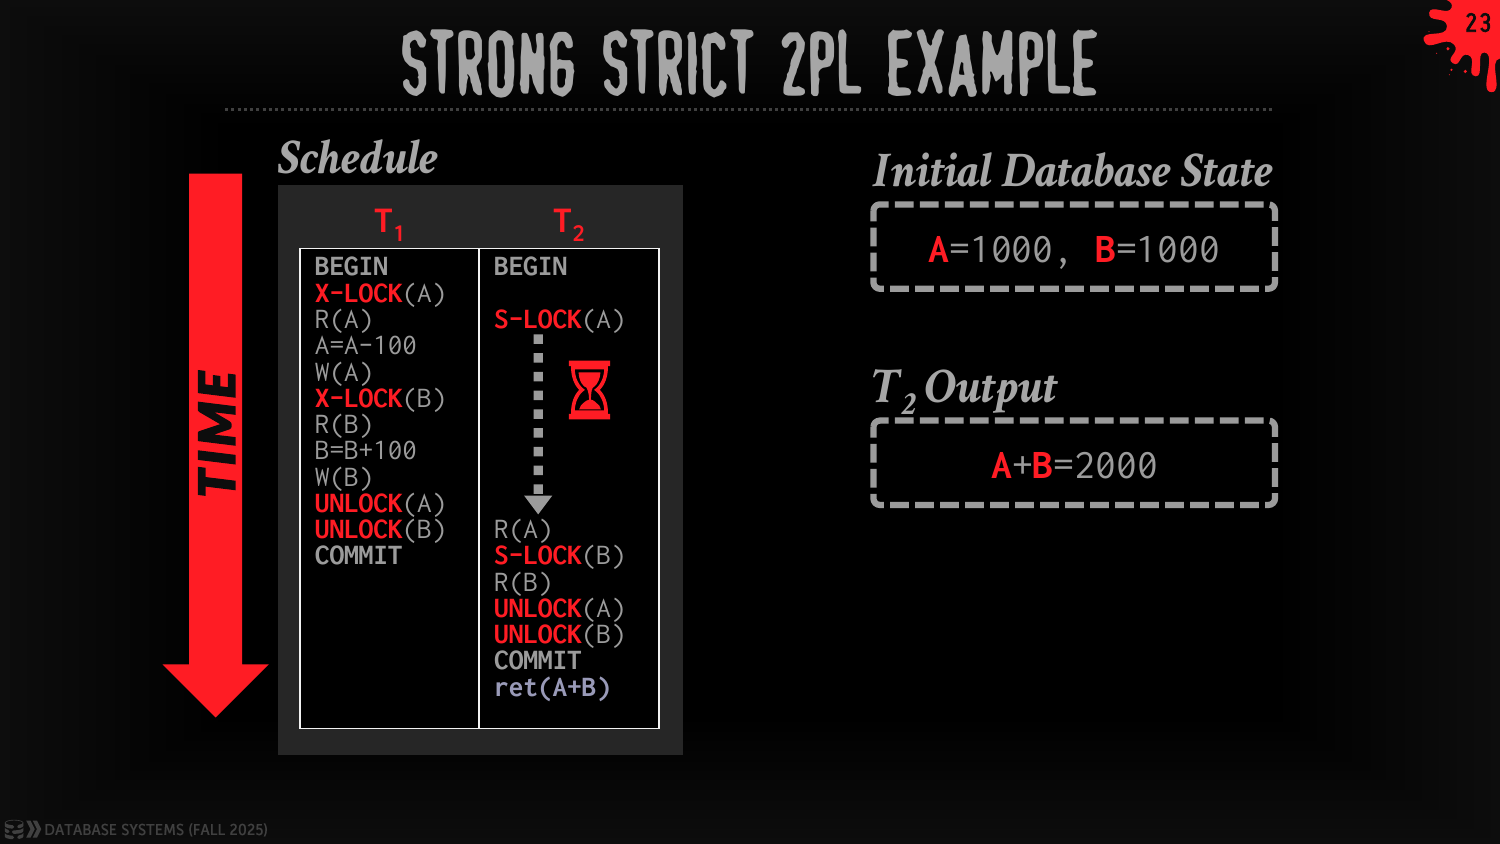 23
STRONG STRICT 2PL EXAMPLE
Schedule
TIME
T1
BEGIN
X-LOCK(A)
R(A)
A=A-100
W(A)
X-LOCK(B)
R(B)
B=B+100
W(B)
UNLOCK(A)
UNLOCK(B)
COMMIT
T2
BEGIN
S-LOCK(A)
R(A)
S-LOCK(B)
R(B)
UNLOCK(A)
UNLOCK(B)
COMMIT
ret(A+B)
Initial Database State
A=1000, B=1000
T2 Output
A+B=2000
DATABASE SYSTEMS (FALL 2025)